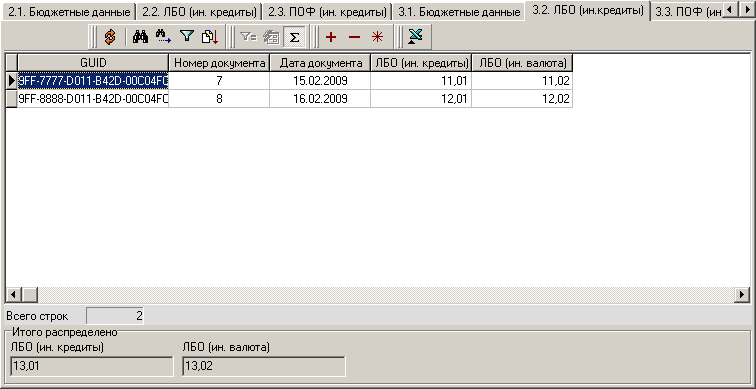 2.1. Бюджетные данные 2.2. ЛБО (ин. кредиты) 2.3. ПОФ (ин. кредиты) 3.1. Бюджетные данные 3.2. ЛБО (ин.кредиты) 3.3. ПОФ (ин
GUID Номер документа Дата документа ЛБО (ин. кредиты) ЛБО (ин. валюта)
9FF-7777-D011-B42D-00C04FC 7 15.02.2009 11,01 11,02
9FF-8888-D011-B42D-00C04FC 8 16.02.2009 12,01 12,02
Всего строк 2
Итого распределено
ЛБО (ин. кредиты) ЛБО (ин. валюта)
13,01 13,02